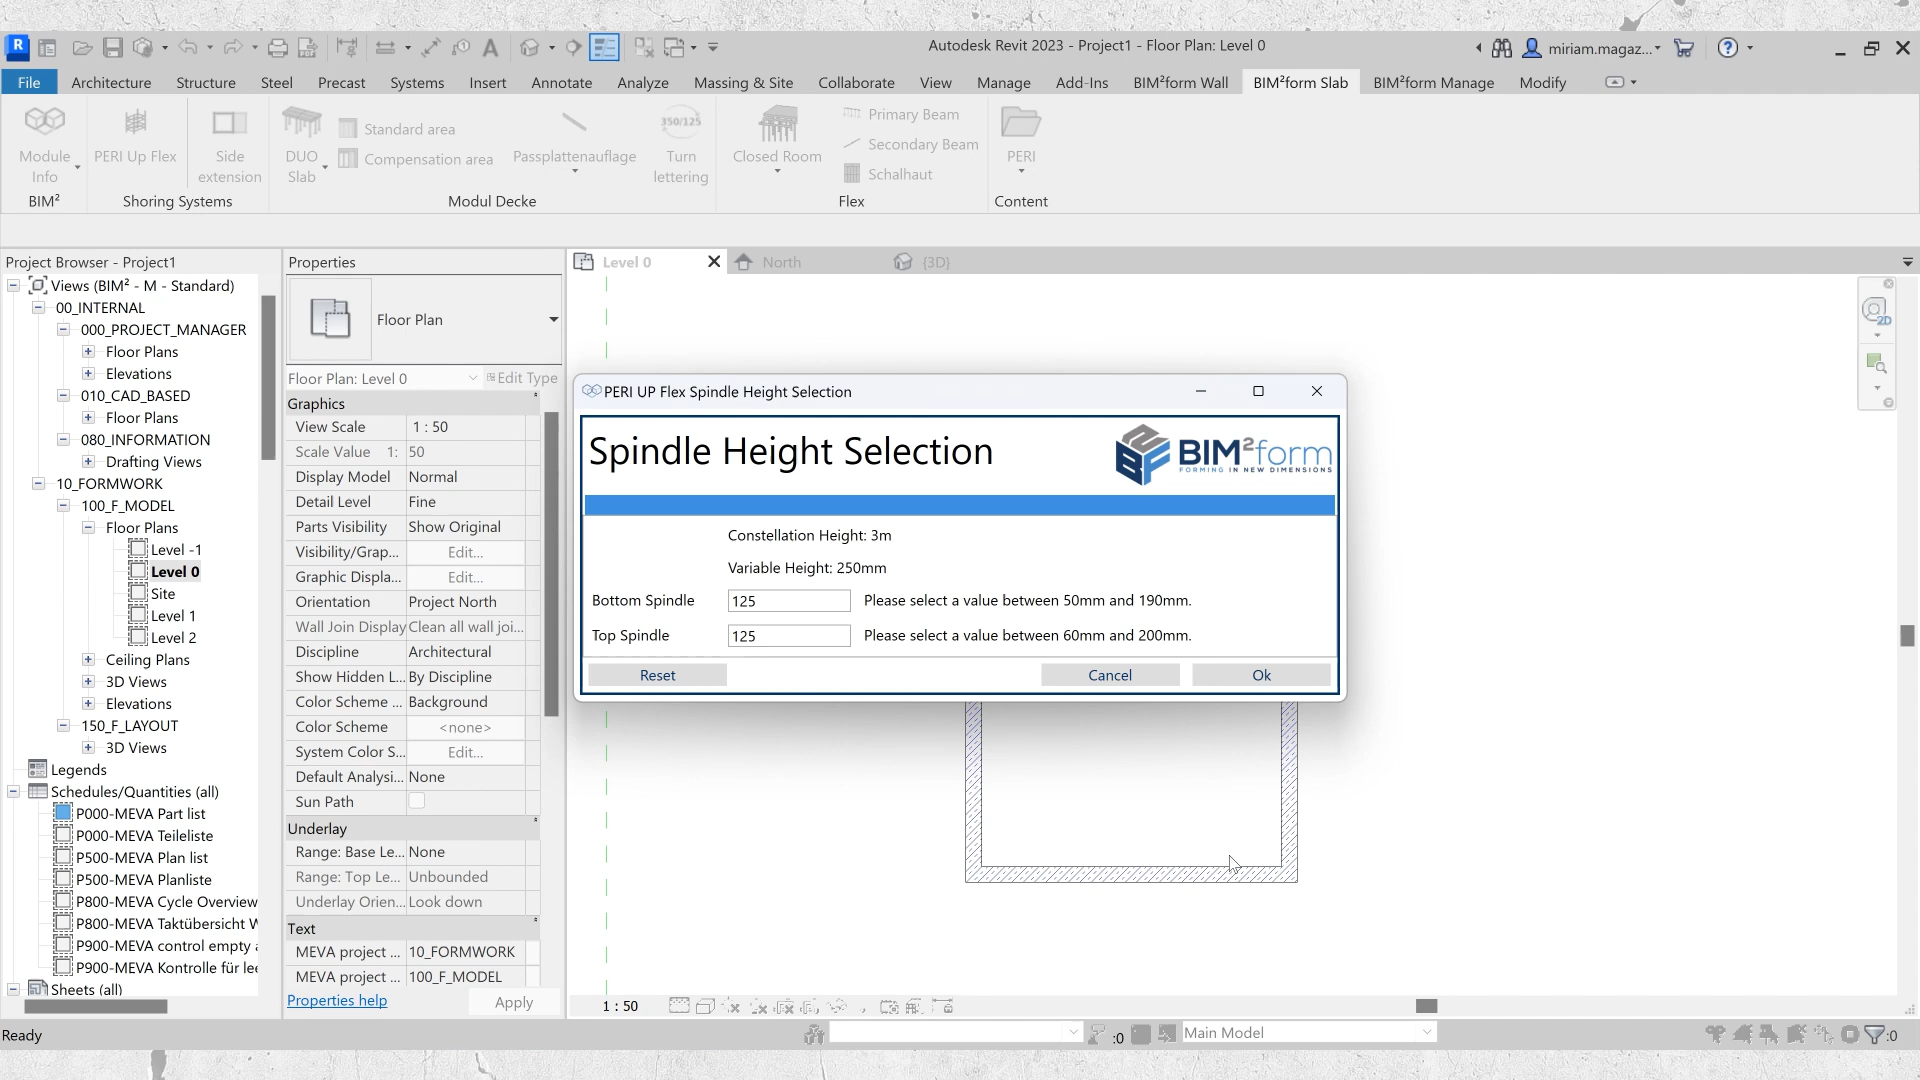 Autodesk Revit 2023 - Project1 - Floor Plan: Level 0
miriam.magaz...
File Architecture Structure Steel Precast Systems Insert Annotate Analyze Massing & Site Collaborate View Manage Add-Ins BIM²form Wall BIM²form Slab BIM²form Manage Modify
Module Info
PERI Up Flex
Side extension
DUO Slab
Standard area
Compensation area
Passplattenauflage
350/125
Turn lettering
Closed Room
Primary Beam
Secondary Beam
Schalhaut
PERI
BIM² Shoring Systems Modul Decke Flex Content
Project Browser - Project1
Views (BIM² - M - Standard)
00_INTERNAL
000_PROJECT_MANAGER
Floor Plans
Elevations
010_CAD_BASED
Floor Plans
080_INFORMATION
Drafting Views
10_FORMWORK
100_F_MODEL
Floor Plans
Level -1
Level 0
Site
Level 1
Level 2
Ceiling Plans
3D Views
Elevations
150_F_LAYOUT
3D Views
Legends
Schedules/Quantities (all)
P000-MEVA Part list
P000-MEVA Teileliste
P500-MEVA Plan list
P500-MEVA Planliste
P800-MEVA Cycle Overview
P800-MEVA Taktübersicht W
P900-MEVA control empty
P900-MEVA Kontrolle für lee
Sheets (all)
Properties
Floor Plan
Floor Plan: Level 0 Edit Type
Graphics
View Scale 1 : 50
Scale Value 1: 50
Display Model Normal
Detail Level Fine
Parts Visibility Show Original
Visibility/Grap... Edit...
Graphic Displa... Edit...
Orientation Project North
Wall Join Display Clean all wall joi...
Discipline Architectural
Show Hidden L... By Discipline
Color Scheme ... Background
Color Scheme <none>
System Color S... Edit...
Default Analysi... None
Sun Path
Underlay
Range: Base Le... None
Range: Top Le... Unbounded
Underlay Orien... Look down
Text
MEVA project ... 10_FORMWORK
MEVA project ... 100_F_MODEL
Properties help Apply
Level 0 North {3D}
2D
PERI UP Flex Spindle Height Selection
Spindle Height Selection
BIM²form
FORMING IN NEW DIMENSIONS
Constellation Height: 3m
Variable Height: 250mm
Bottom Spindle 125 Please select a value between 50mm and 190mm.
Top Spindle 125 Please select a value between 60mm and 200mm.
Reset Cancel Ok
1 : 50
Ready :0 Main Model :0